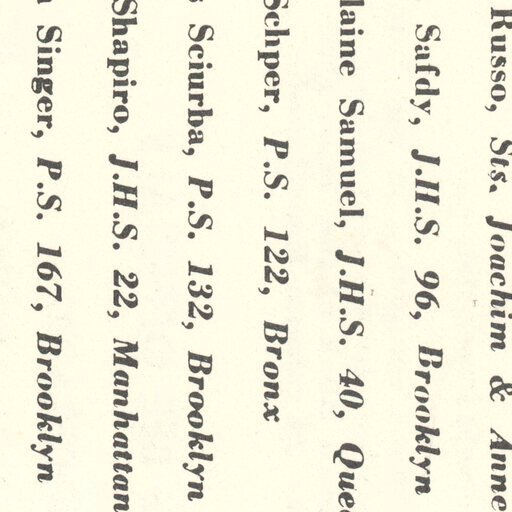 Russo, Sts. Joachim & Anne
Safdy, J.H.S. 96, Brooklyn
laine Samuel, J.H.S. 40, Quee
Schper, P.S. 122, Bronx
s Sciurba, P.S. 132, Brooklyn
Shapiro, J.H.S. 22, Manhattan
Singer, P.S. 167, Brooklyn